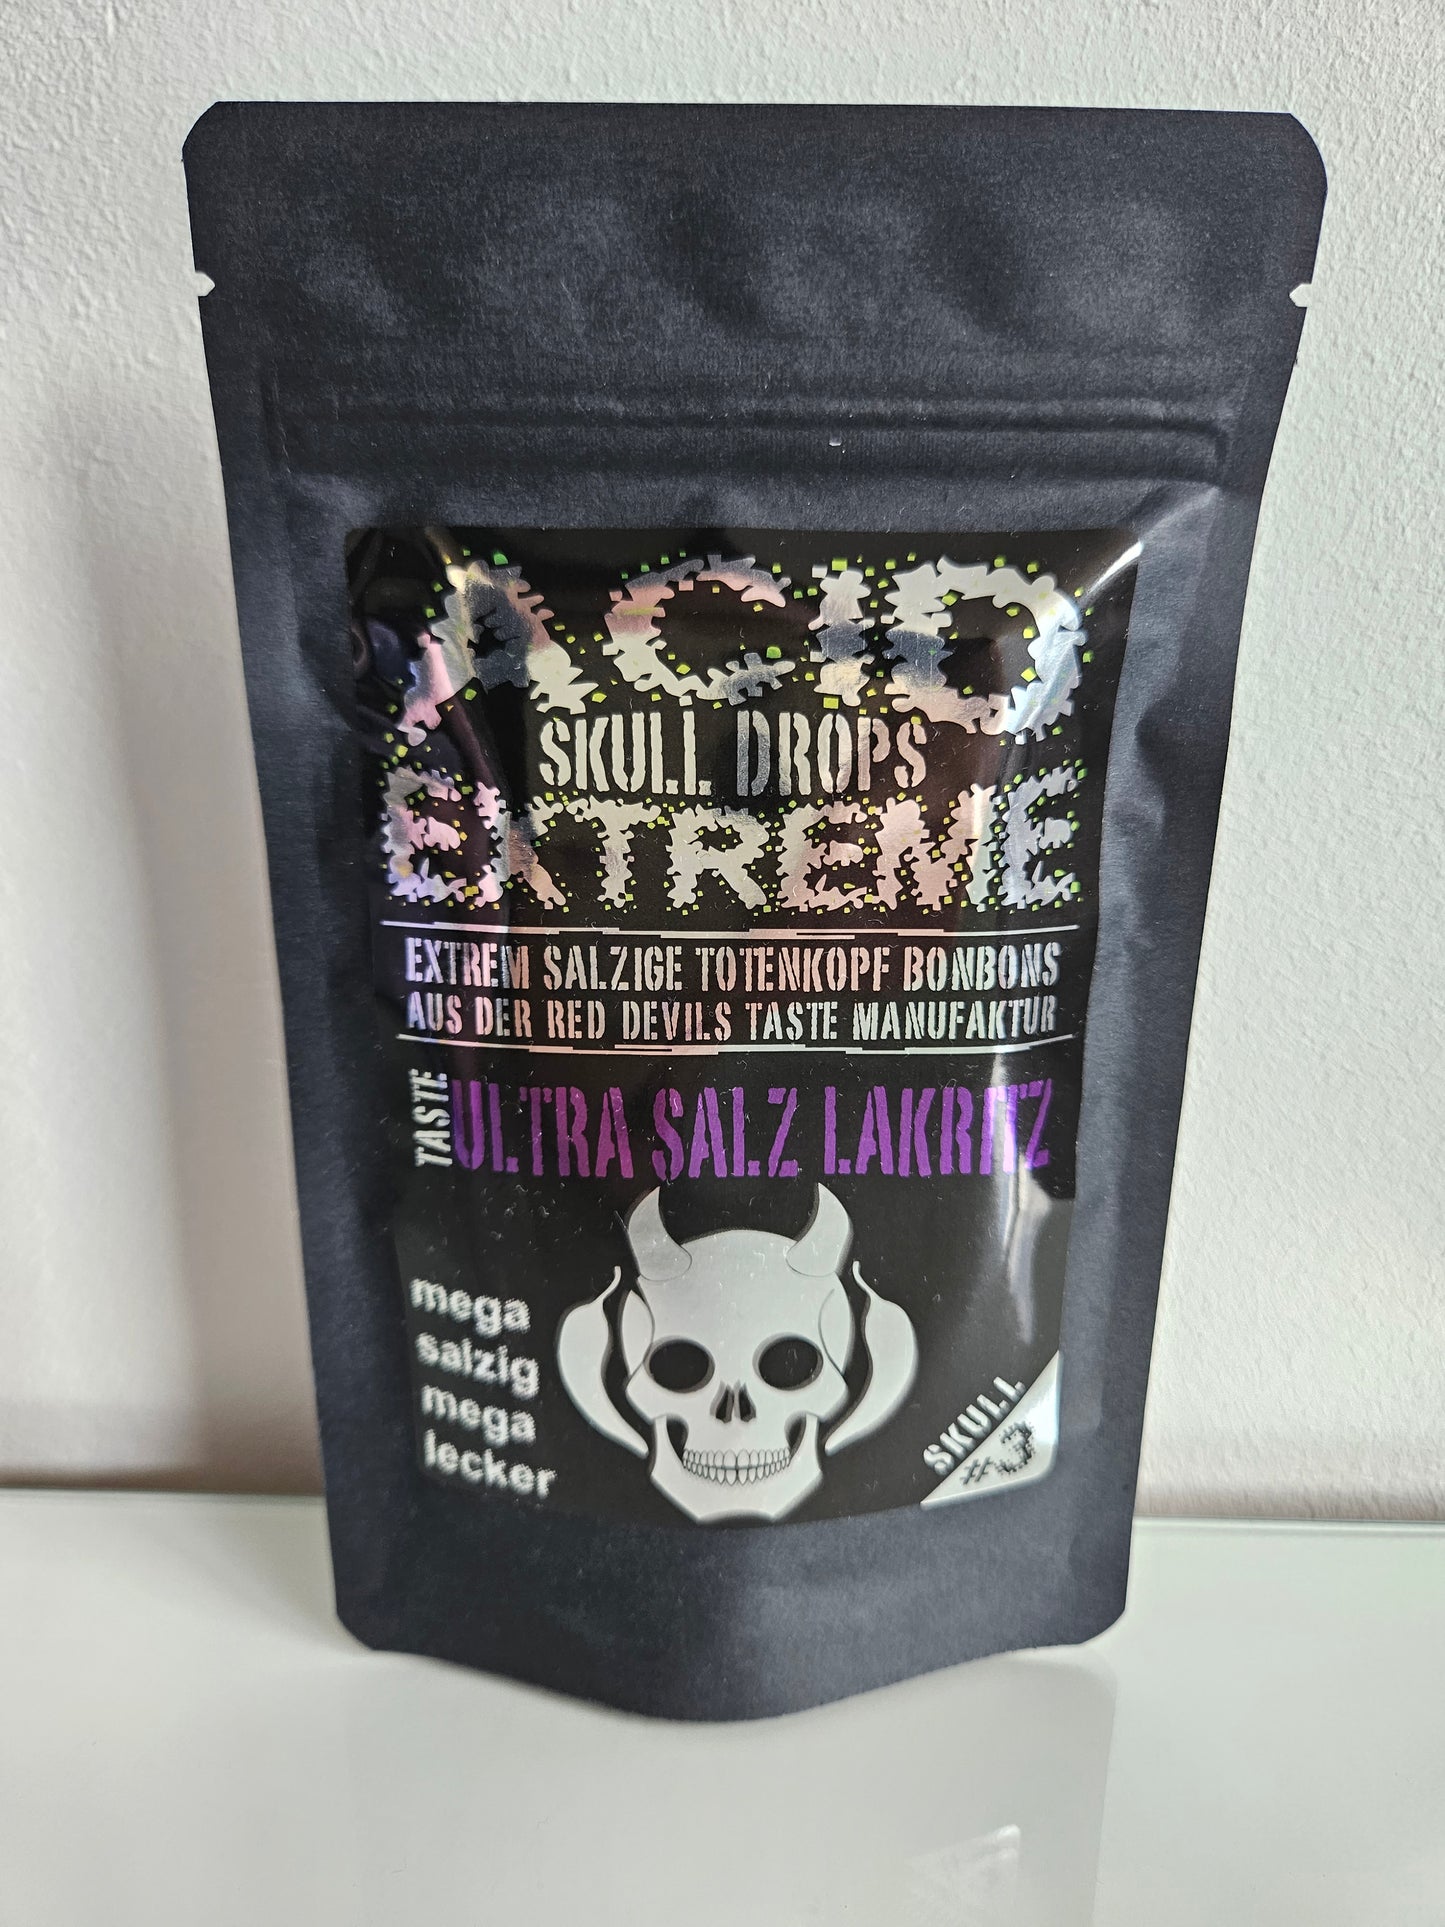 ACID
SKULL DROPS
EXTREME
EXTREM SALZIGE TOTENKOPF BONBONS
AUS DER RED DEVILS TASTE MANUFAKTUR
TASTE ULTRA SALZ LAKRITZ
mega
salzig
mega
lecker
SKULL
#3